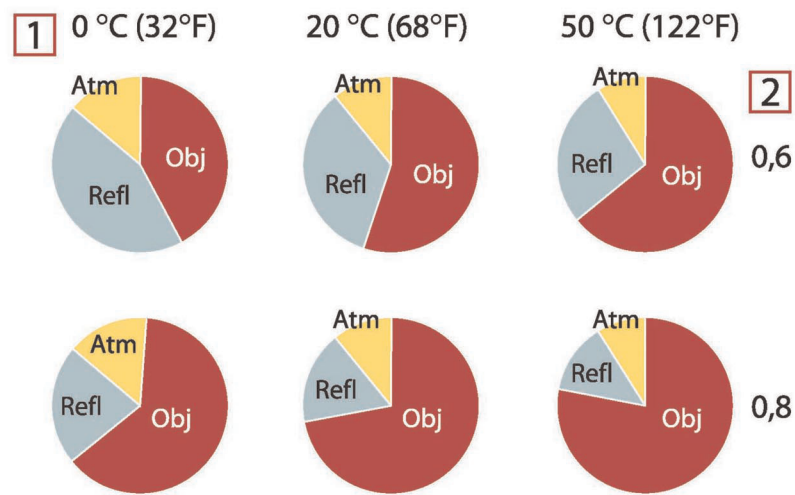 1 0 °C (32°F) 20 °C (68°F) 50 °C (122°F)
2
Atm Atm Atm
Obj Refl Obj Refl Refl Obj 0,6
Atm Atm Atm
Refl Obj Refl Obj Refl Obj 0,8